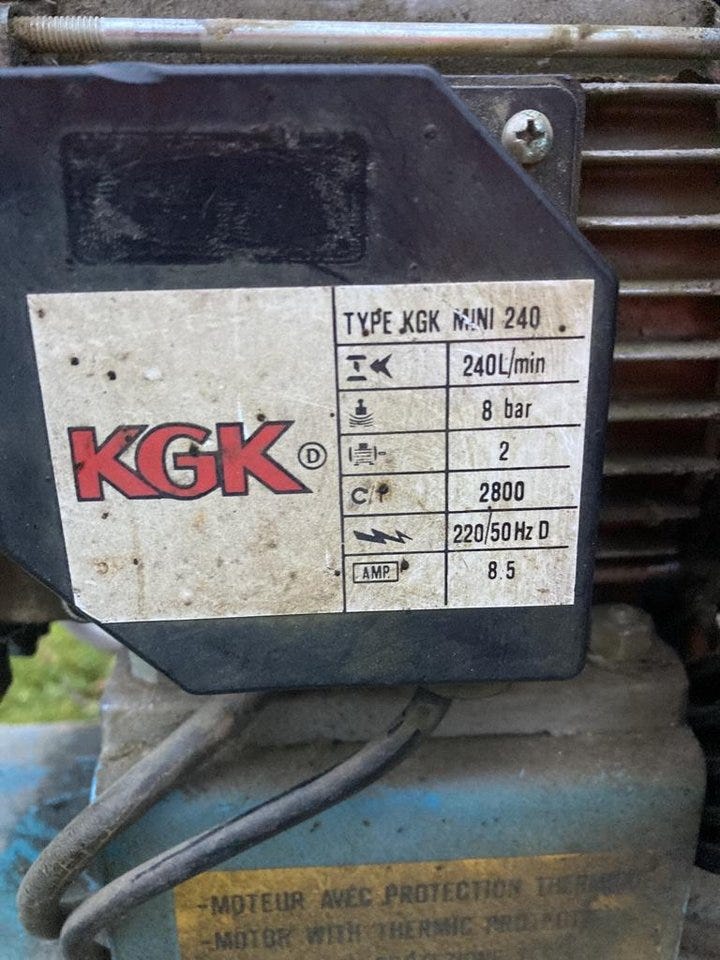 KGK D
TYPE KGK MINI 240
240L/min
8 bar
2
2800
220/50Hz D
AMP. 8.5
-MOTEUR AVEC PROTECTION
-MOTOR WITH THERMIC